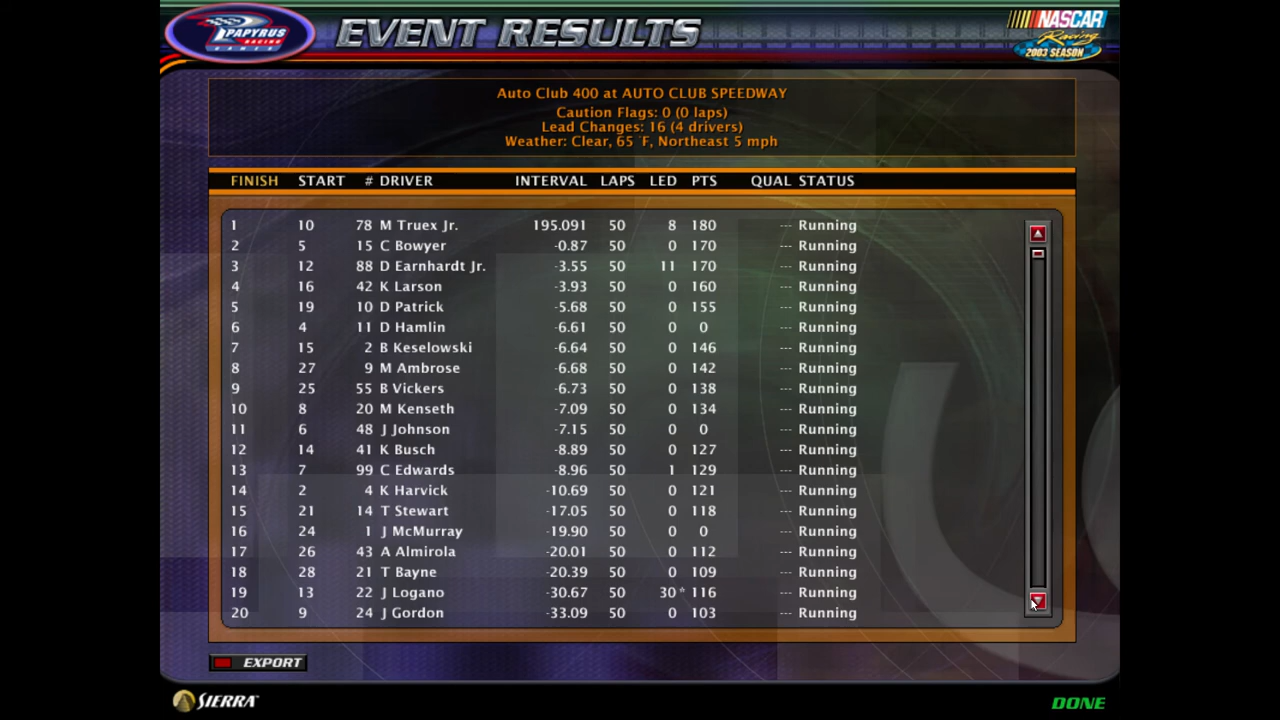 PAPYRUS
RACING
GAMES
EVENT RESULTS
NASCAR
Racing
2003 SEASON
Auto Club 400 at AUTO CLUB SPEEDWAY
Caution Flags: 0 (0 laps)
Lead Changes: 16 (4 drivers)
Weather: Clear, 65 °F, Northeast 5 mph
FINISH START # DRIVER INTERVAL LAPS LED PTS QUAL STATUS
1 10 78 M Truex Jr. 195.091 50 8 180 --- Running
2 5 15 C Bowyer -0.87 50 0 170 --- Running
3 12 88 D Earnhardt Jr. -3.55 50 11 170 --- Running
4 16 42 K Larson -3.93 50 0 160 --- Running
5 19 10 D Patrick -5.68 50 0 155 --- Running
6 4 11 D Hamlin -6.61 50 0 0 --- Running
7 15 2 B Keselowski -6.64 50 0 146 --- Running
8 27 9 M Ambrose -6.68 50 0 142 --- Running
9 25 55 B Vickers -6.73 50 0 138 --- Running
10 8 20 M Kenseth -7.09 50 0 134 --- Running
11 6 48 J Johnson -7.15 50 0 0 --- Running
12 14 41 K Busch -8.89 50 0 127 --- Running
13 7 99 C Edwards -8.96 50 1 129 --- Running
14 2 4 K Harvick -10.69 50 0 121 --- Running
15 21 14 T Stewart -17.05 50 0 118 --- Running
16 24 1 J McMurray -19.90 50 0 0 --- Running
17 26 43 A Almirola -20.01 50 0 112 --- Running
18 28 21 T Bayne -20.39 50 0 109 --- Running
19 13 22 J Logano -30.67 50 30 * 116 --- Running
20 9 24 J Gordon -33.09 50 0 103 --- Running
EXPORT
SIERRA
DONE